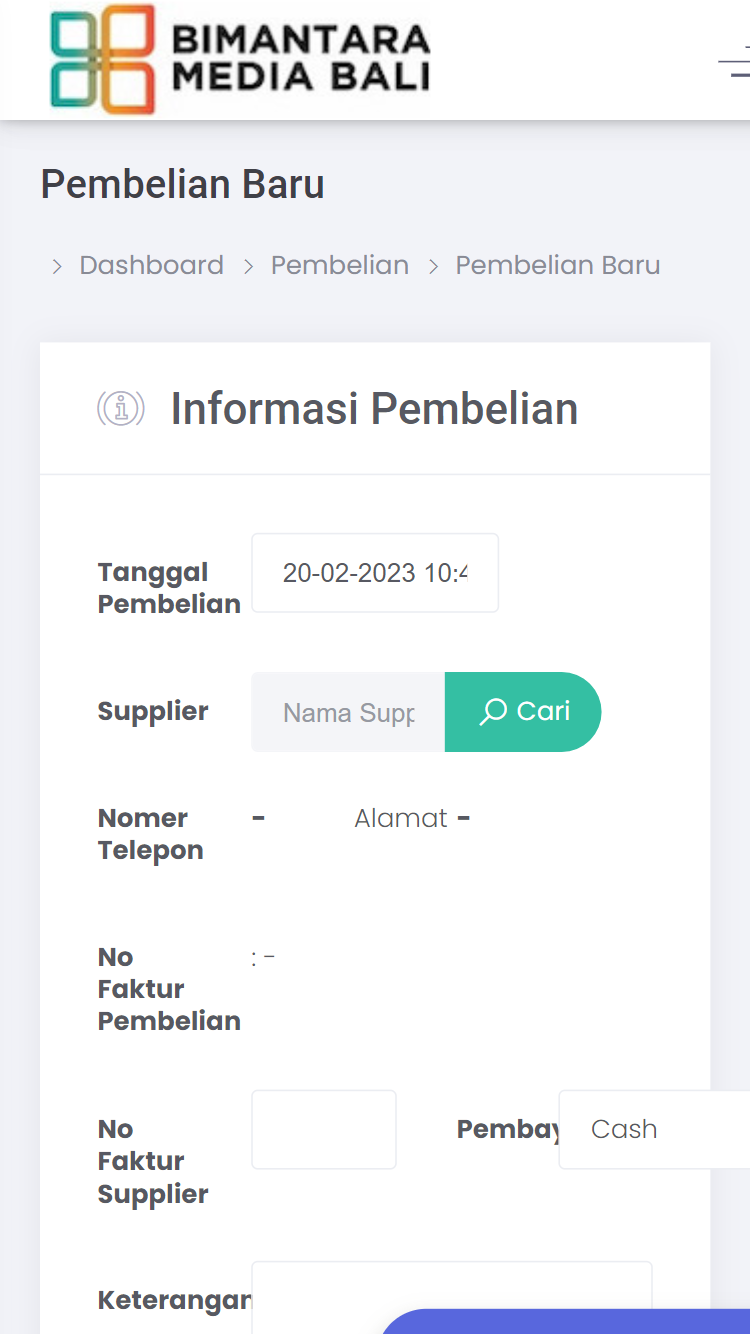 BIMANTARA
MEDIA BALI
Pembelian Baru
Dashboard Pembelian Pembelian Baru
Informasi Pembelian
Tanggal
Pembelian
20-02-2023 10:4
Supplier
Nama Supp
Cari
Nomer
Telepon
-
Alamat -
No
Faktur
Pembelian
: -
No
Faktur
Supplier
Pembay
Cash
Keterangan